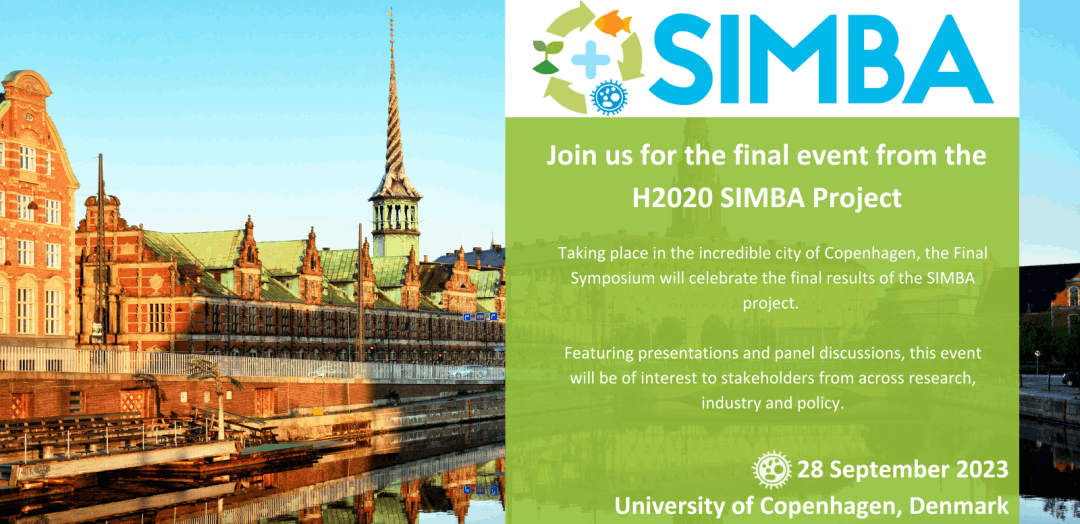 SIMBA
Join us for the final event from the
H2020 SIMBA Project
Taking place in the incredible city of Copenhagen, the Final
Symposium will celebrate the final results of the SIMBA
project.
Featuring presentations and panel discussions, this event
will be of interest to stakeholders from across research,
industry and policy.
28 September 2023
University of Copenhagen, Denmark